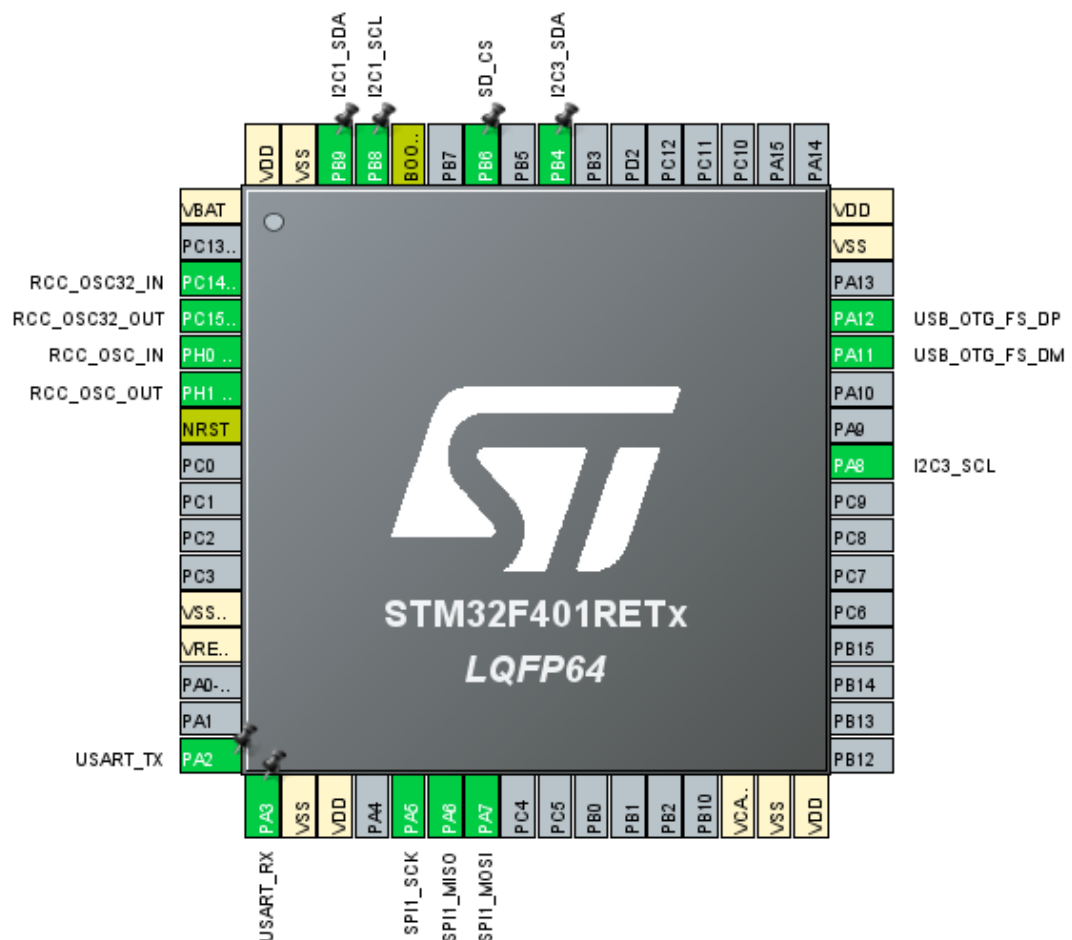 I2C1_SDA
I2C1_SCL
SD_CS
I2C3_SDA
VDD
VSS
PB9
PB8
BOO..
PB7
PB6
PB5
PB4
PB3
PD2
PC12
PC11
PC10
PA15
PA14
VBAT
PC13..
RCC_OSC32_IN PC14..
RCC_OSC32_OUT PC15..
RCC_OSC_IN PH0 ..
RCC_OSC_OUT PH1 ..
NRST
PC0
PC1
PC2
PC3
VSS..
VRE..
PA0-..
PA1
USART_TX PA2
VDD
VSS
PA13
PA12 USB_OTG_FS_DP
PA11 USB_OTG_FS_DM
PA10
PA9
PA8 I2C3_SCL
PC9
PC8
PC7
PC6
PB15
PB14
PB13
PB12
ST
STM32F401RETx
LQFP64
PA3
VSS
VDD
PA4
PA5
PA6
PA7
PC4
PC5
PB0
PB1
PB2
PB10
VCA..
VSS
VDD
USART_RX
SPI1_SCK
SPI1_MISO
SPI1_MOSI